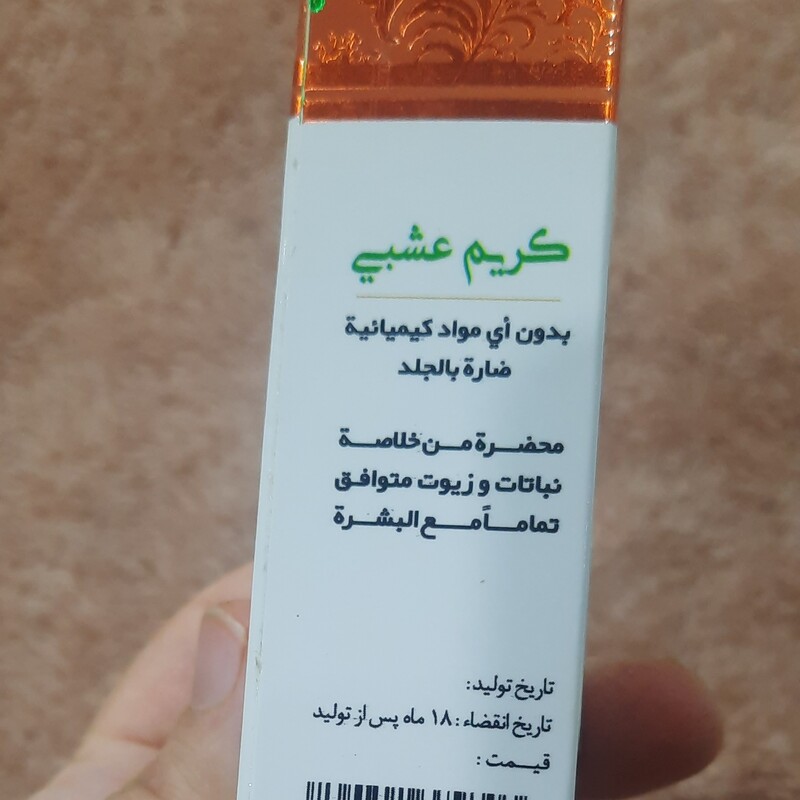 كريم عشبي
بدون أي مواد كيميائية
ضارة بالجلد
محضرة من خلاصة
نباتات و زيوت متوافق
تماماً مع البشرة
تاریخ تولید:
تاریخ انقضاء: ۱۸ ماه پس از تولید
قیمت: